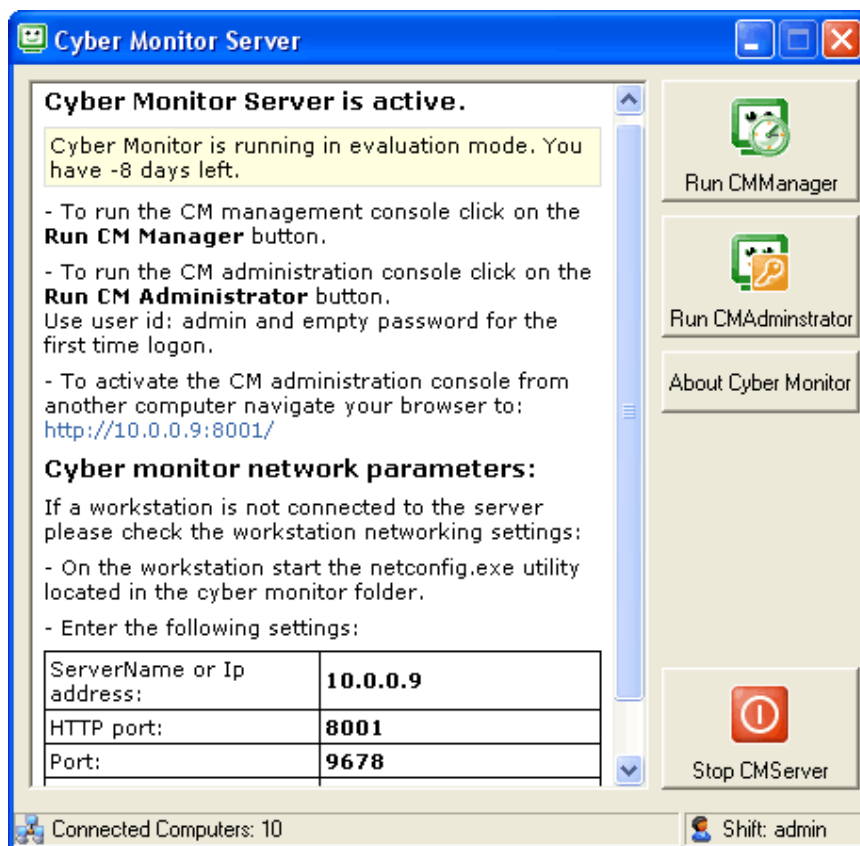 Cyber Monitor Server
Cyber Monitor Server is active.
Cyber Monitor is running in evaluation mode. You
have -8 days left.
- To run the CM management console click on the
Run CM Manager button.
- To run the CM administration console click on the
Run CM Administrator button.
Use user id: admin and empty password for the
first time logon.
- To activate the CM administration console from
another computer navigate your browser to:
http://10.0.0.9:8001/
Cyber monitor network parameters:
If a workstation is not connected to the server
please check the workstation networking settings:
- On the workstation start the netconfig.exe utility
located in the cyber monitor folder.
- Enter the following settings:
ServerName or Ip
address:
10.0.0.9
HTTP port:
8001
Port:
9678
Run CMManager
Run CMAdminstrator
About Cyber Monitor
Stop CMServer
Connected Computers: 10
Shift: admin